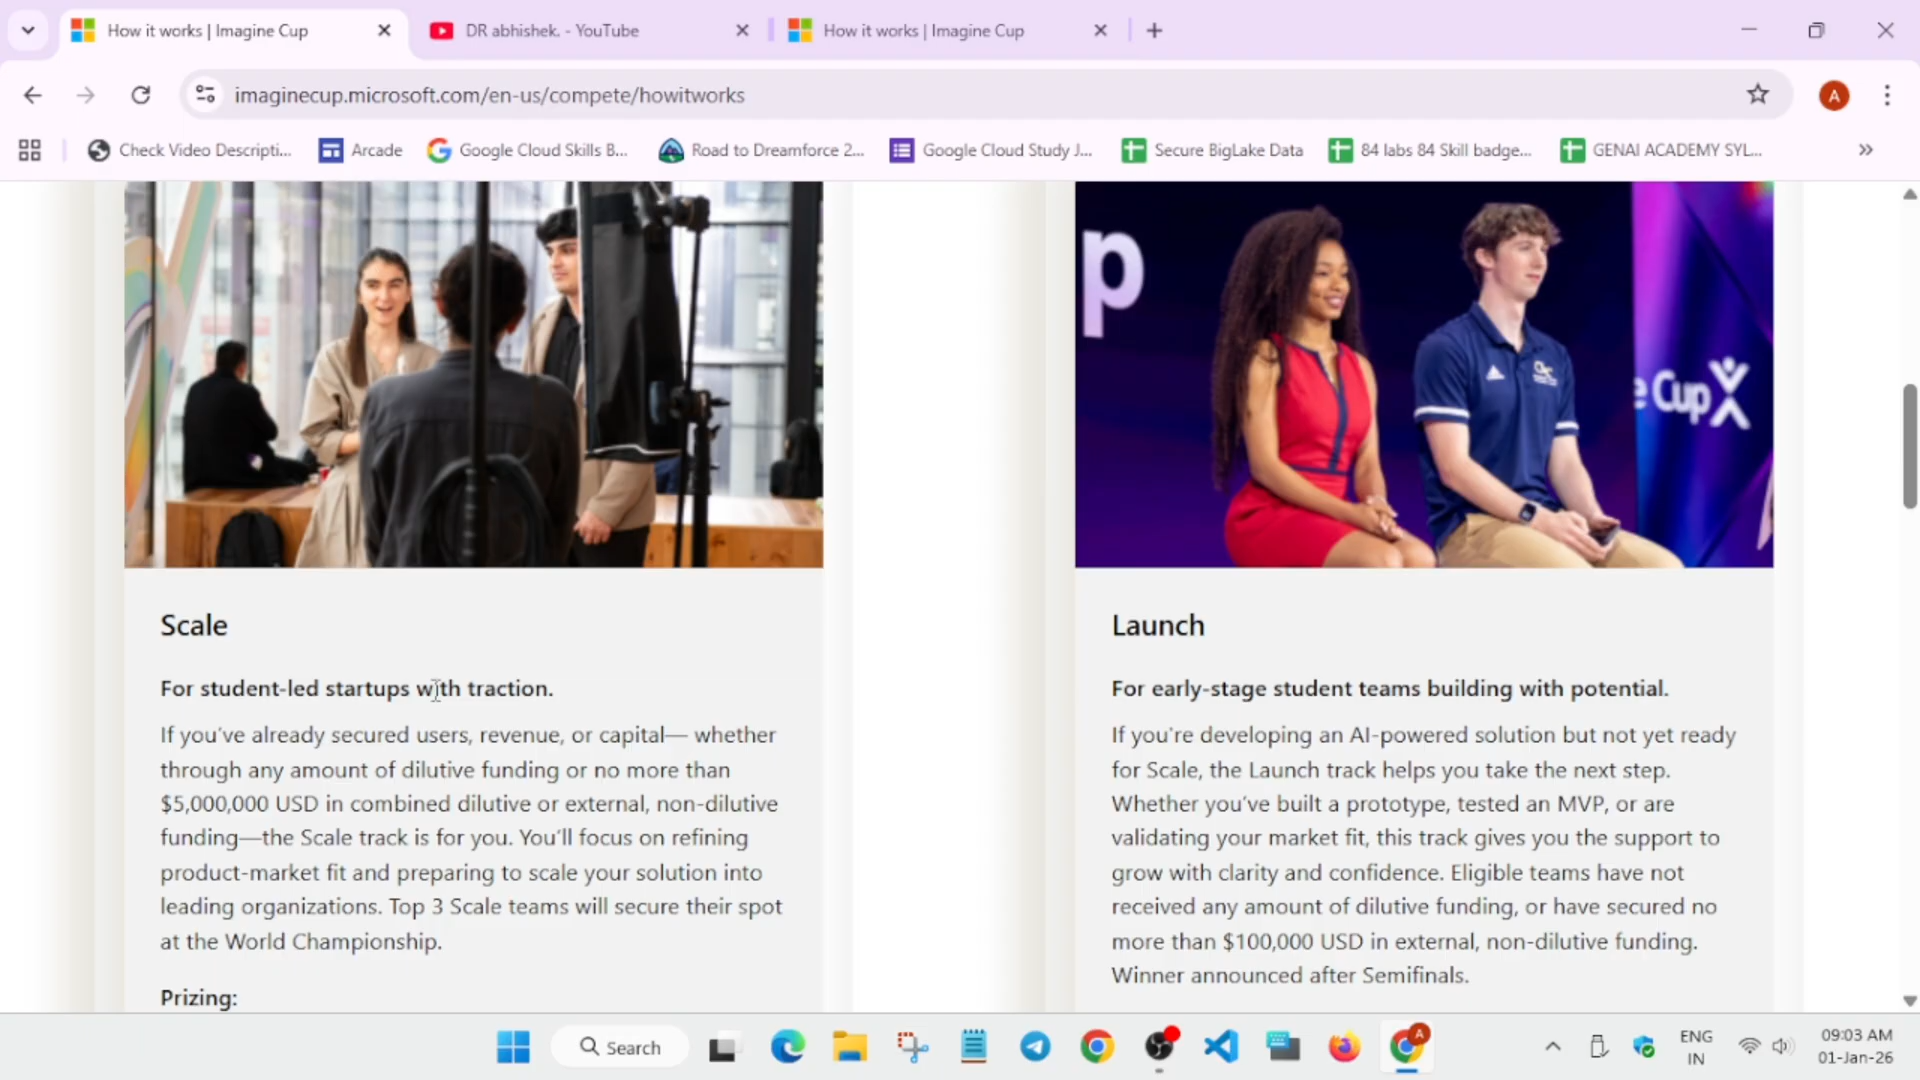 How it works | Imagine Cup
DR abhishek. - YouTube
How it works | Imagine Cup
imaginecup.microsoft.com/en-us/compete/howitworks
A
Check Video Descripti...
Arcade
Google Cloud Skills B...
Road to Dreamforce 2...
Google Cloud Study J...
Secure BigLake Data
84 labs 84 Skill badge...
GENAI ACADEMY SYL...
p
e Cup
Scale
For student-led startups with traction.
If you've already secured users, revenue, or capital— whether
through any amount of dilutive funding or no more than
$5,000,000 USD in combined dilutive or external, non-dilutive
funding—the Scale track is for you. You'll focus on refining
product-market fit and preparing to scale your solution into
leading organizations. Top 3 Scale teams will secure their spot
at the World Championship.
Prizing:
Launch
For early-stage student teams building with potential.
If you're developing an AI-powered solution but not yet ready
for Scale, the Launch track helps you take the next step.
Whether you've built a prototype, tested an MVP, or are
validating your market fit, this track gives you the support to
grow with clarity and confidence. Eligible teams have not
received any amount of dilutive funding, or have secured no
more than $100,000 USD in external, non-dilutive funding.
Winner announced after Semifinals.
Search
A
ENG
IN
09:03 AM
01-Jan-26